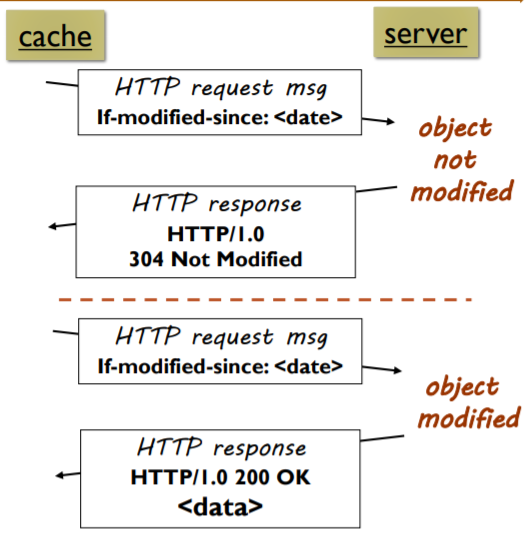 cache
server
HTTP request msg
If-modified-since: <date>
object
not
modified
HTTP response
HTTP/1.0
304 Not Modified
HTTP request msg
If-modified-since: <date>
object
modified
HTTP response
HTTP/1.0 200 OK
<data>